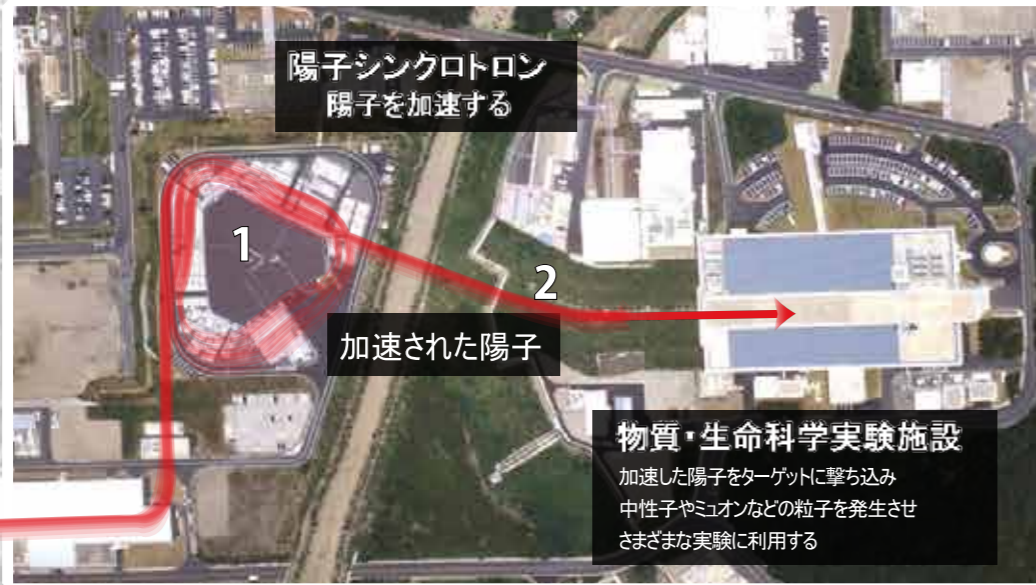 陽子シンクロトロン
陽子を加速する
1
2
加速された陽子
物質・生命科学実験施設
加速した陽子をターゲットに撃ち込み
中性子やミュオンなどの粒子を発生させ
さまざまな実験に利用する